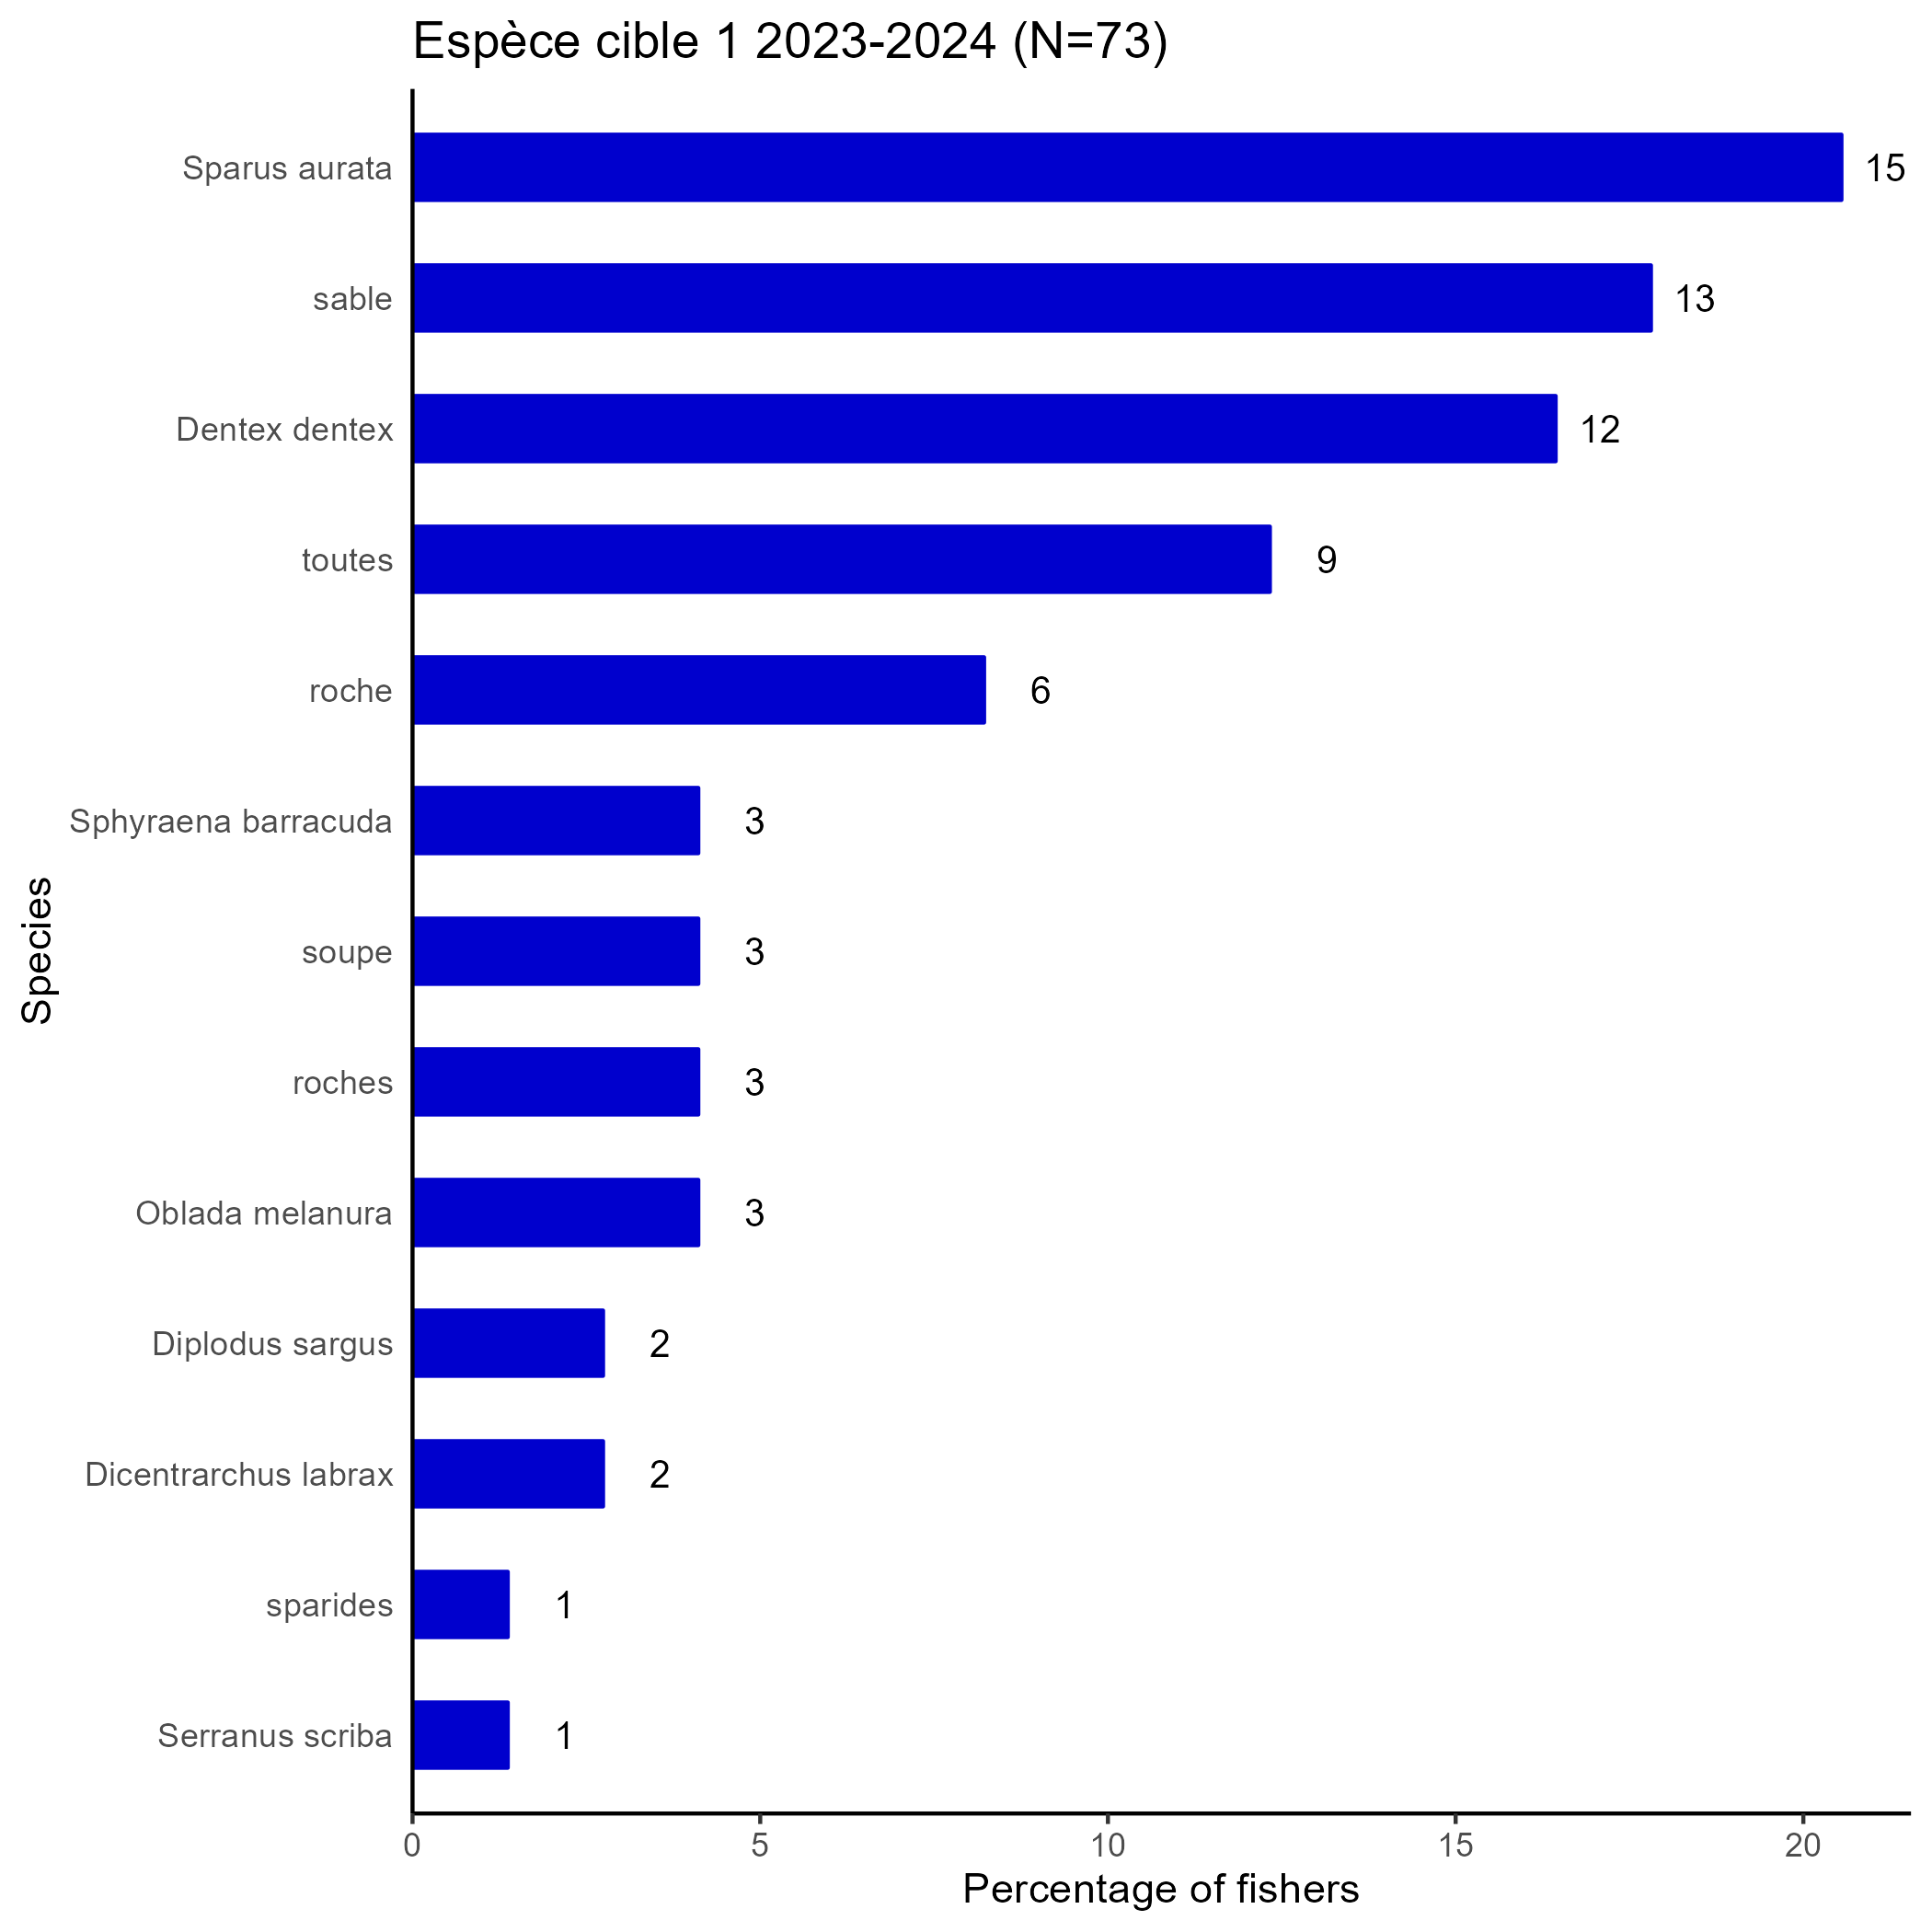 Espèce cible 1 2023-2024 (N=73)
Sparus aurata 15
sable 13
Dentex dentex 12
toutes 9
roche 6
Sphyraena barracuda 3
soupe 3
roches 3
Oblada melanura 3
Diplodus sargus 2
Dicentrarchus labrax 2
sparides 1
Serranus scriba 1
Species
0 5 10 15 20
Percentage of fishers